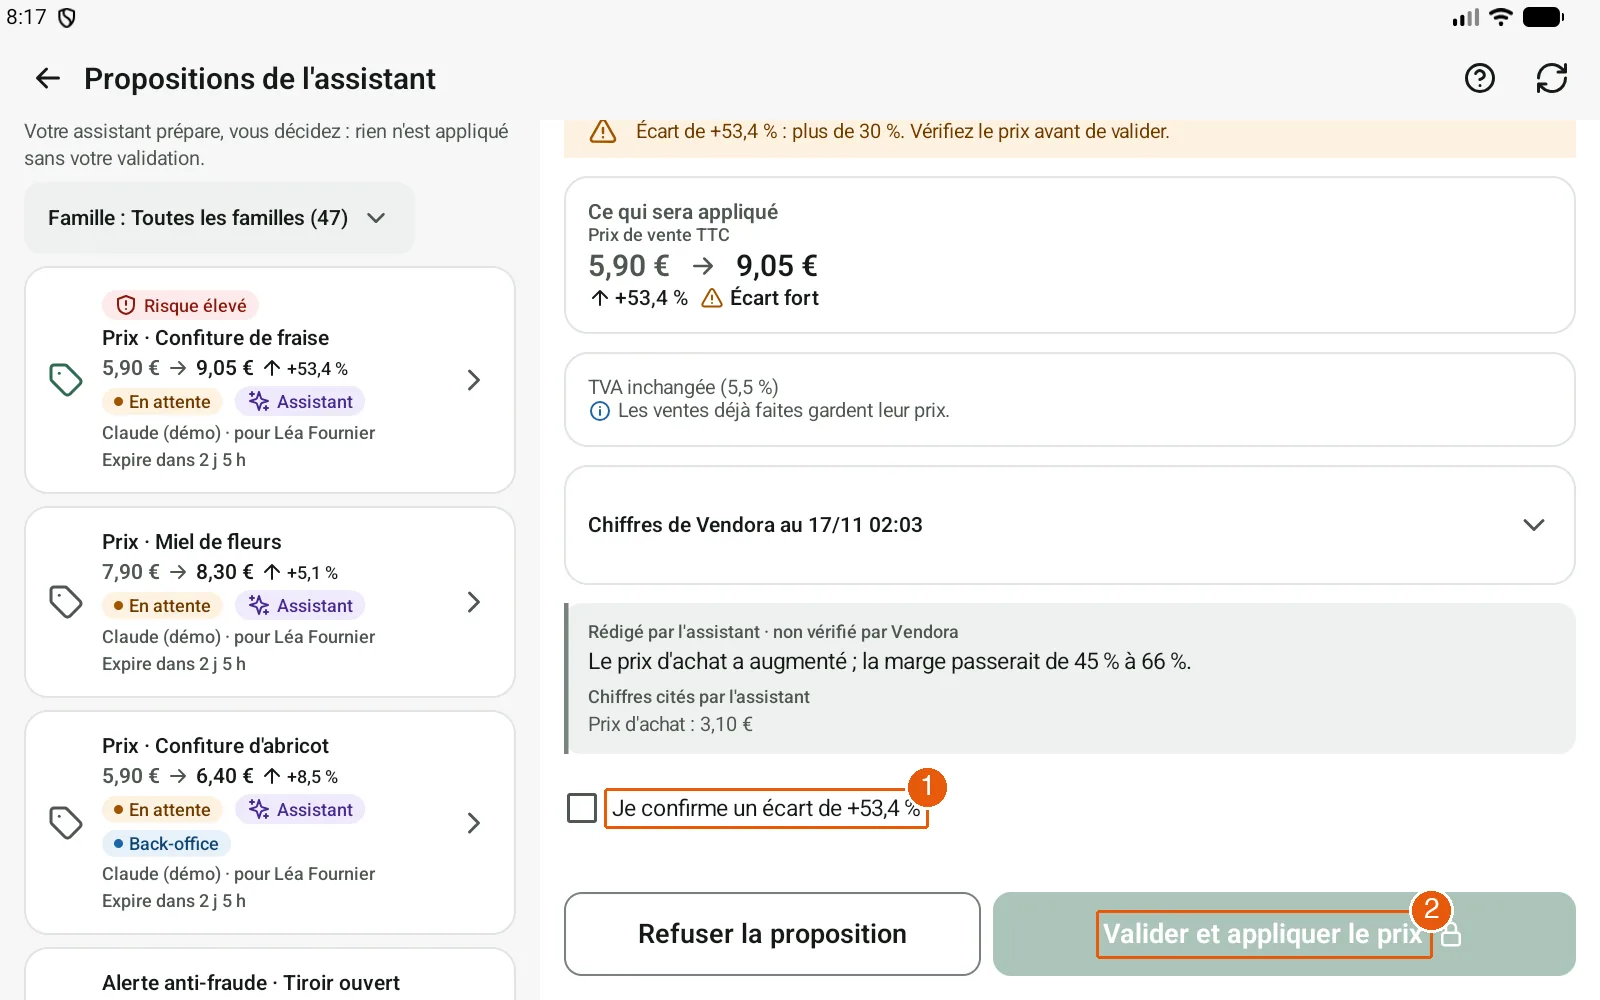 8:17
Propositions de l'assistant
Votre assistant prépare, vous décidez : rien n'est appliqué
sans votre validation.
Famille : Toutes les familles (47)
Risque élevé
Prix · Confiture de fraise
5,90 € → 9,05 € ↑ +53,4 %
En attente Assistant
Claude (démo) · pour Léa Fournier
Expire dans 2 j 5 h
Prix · Miel de fleurs
7,90 € → 8,30 € ↑ +5,1 %
En attente Assistant
Claude (démo) · pour Léa Fournier
Expire dans 2 j 5 h
Prix · Confiture d'abricot
5,90 € → 6,40 € ↑ +8,5 %
En attente Assistant
Back-office
Claude (démo) · pour Léa Fournier
Expire dans 2 j 5 h
Alerte anti-fraude · Tiroir ouvert
Écart de +53,4 % : plus de 30 %. Vérifiez le prix avant de valider.
Ce qui sera appliqué
Prix de vente TTC
5,90 € → 9,05 €
↑ +53,4 % Écart fort
TVA inchangée (5,5 %)
Les ventes déjà faites gardent leur prix.
Chiffres de Vendora au 17/11 02:03
Rédigé par l'assistant · non vérifié par Vendora
Le prix d'achat a augmenté ; la marge passerait de 45 % à 66 %.
Chiffres cités par l'assistant
Prix d'achat : 3,10 €
Je confirme un écart de +53,4 %
1
Refuser la proposition
Valider et appliquer le prix
2